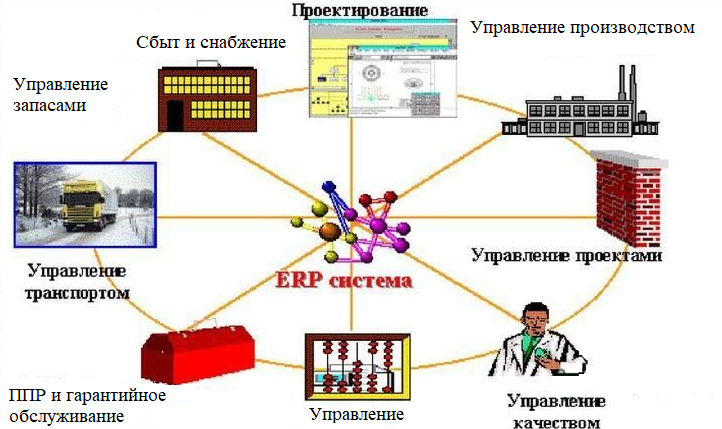 Проектирование
Управление производством
Сбыт и снабжение
Управление
запасами
Управление проектами
Управление
транспортом
ERP система
ППР и гарантийное
обслуживание
Управление
Управление
качеством